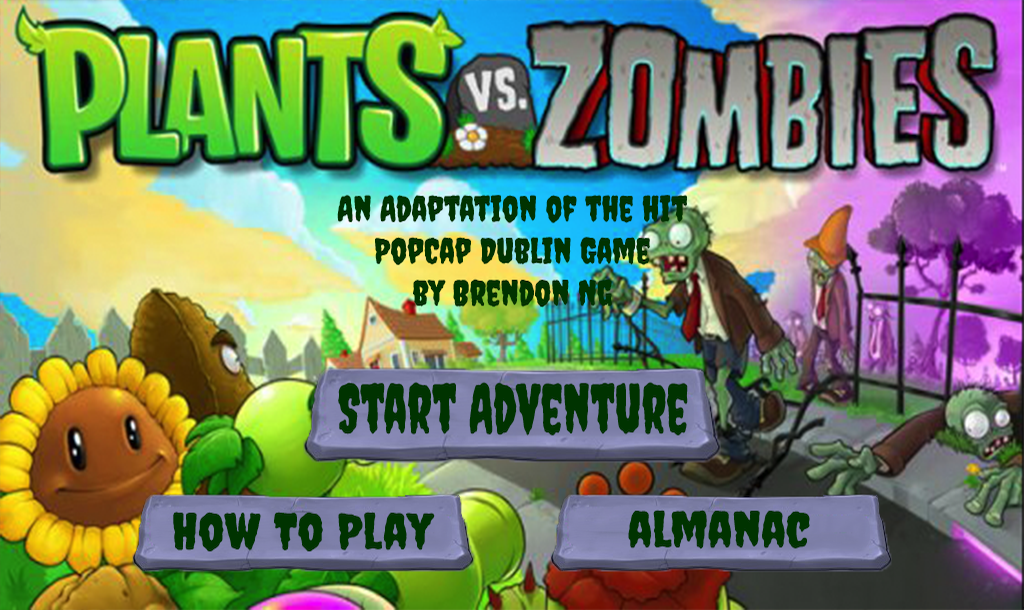 PLANTS VS. ZOMBIES
AN ADAPTATION OF THE HIT
POPCAP DUBLIN GAME
BY BRENDON NG
START ADVENTURE
HOW TO PLAY
ALMANAC